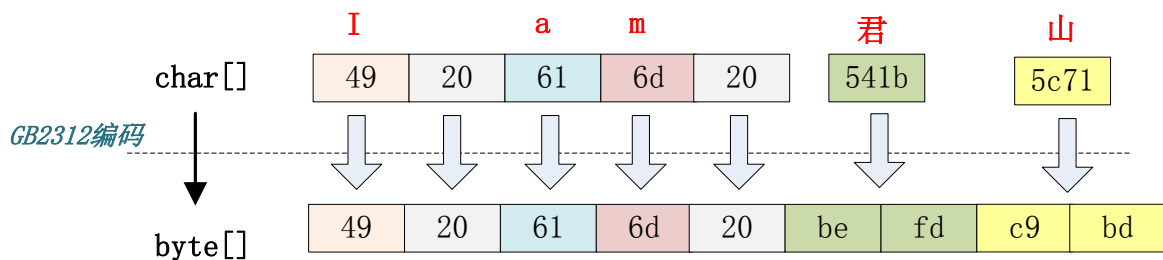 I a m 君 山
char[] 49 20 61 6d 20 541b 5c71
GB2312编码
byte[] 49 20 61 6d 20 be fd c9 bd